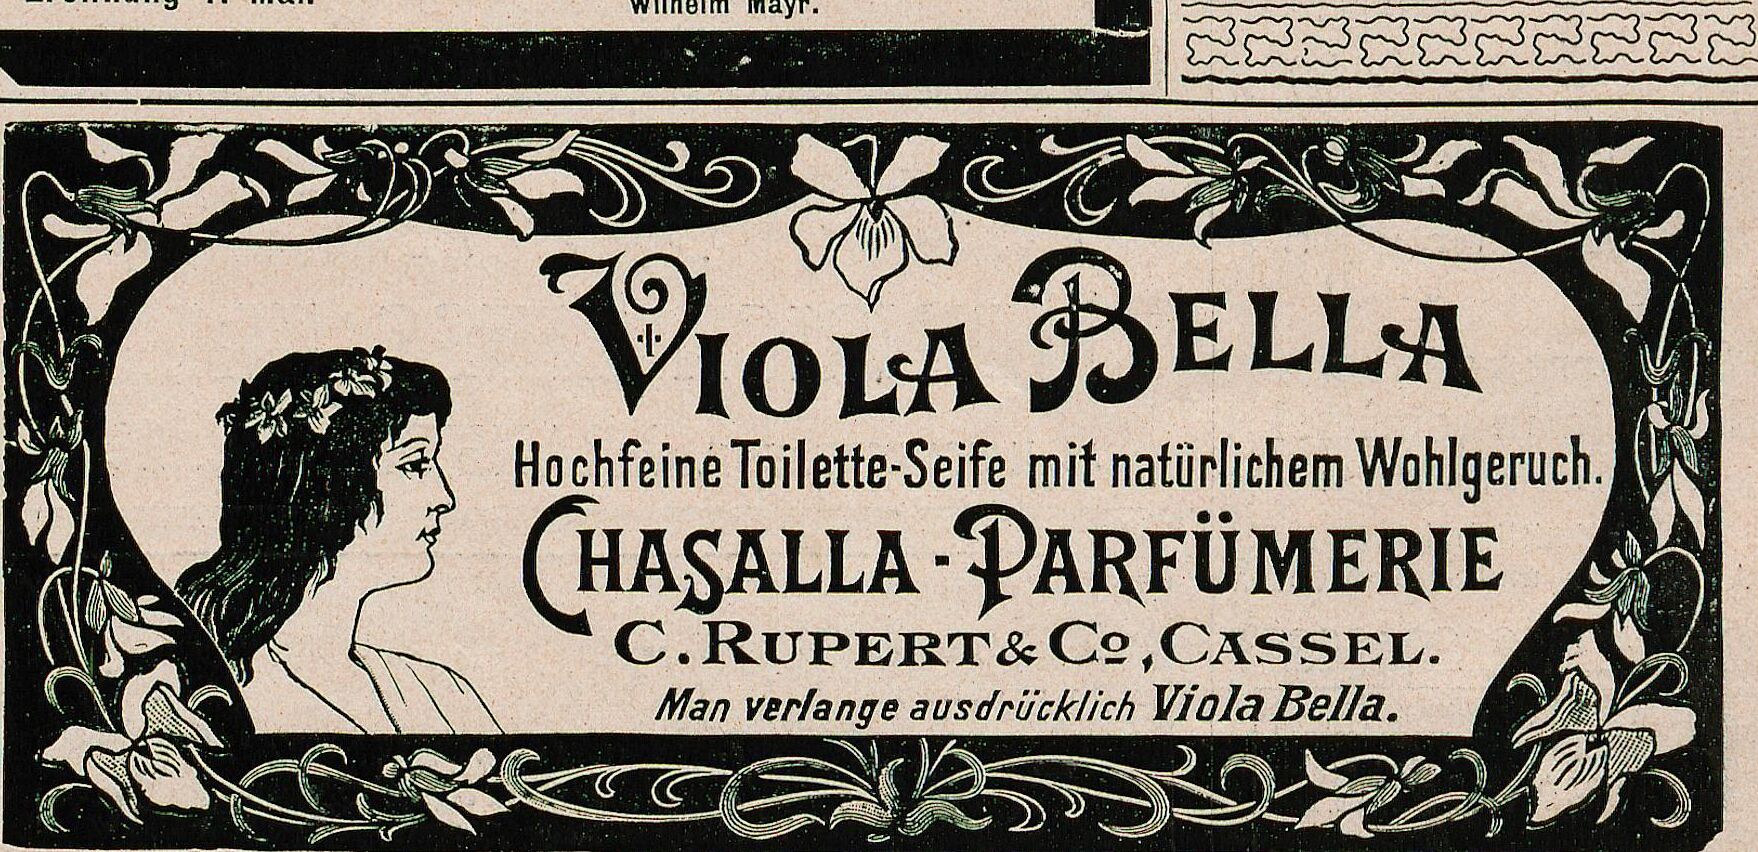 Wilhelm Mayr.
VIOLA BELLA
Hochfeine Toilette-Seife mit natürlichem Wohlgeruch.
CHASALLA-PARFÜMERIE
C. RUPERT & Co, CASSEL.
Man verlange ausdrücklich Viola Bella.